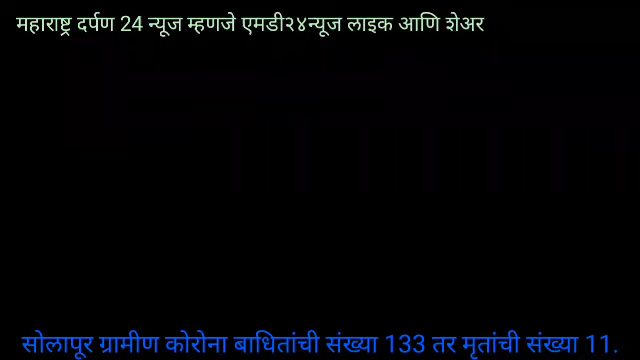 महाराष्ट्र दर्पण 24 न्यूज म्हणजे एमडी२४न्यूज लाइक आणि शेअर
सोलापूर ग्रामीण कोरोना बाधितांची संख्या 133 तर मृतांची संख्या 11.